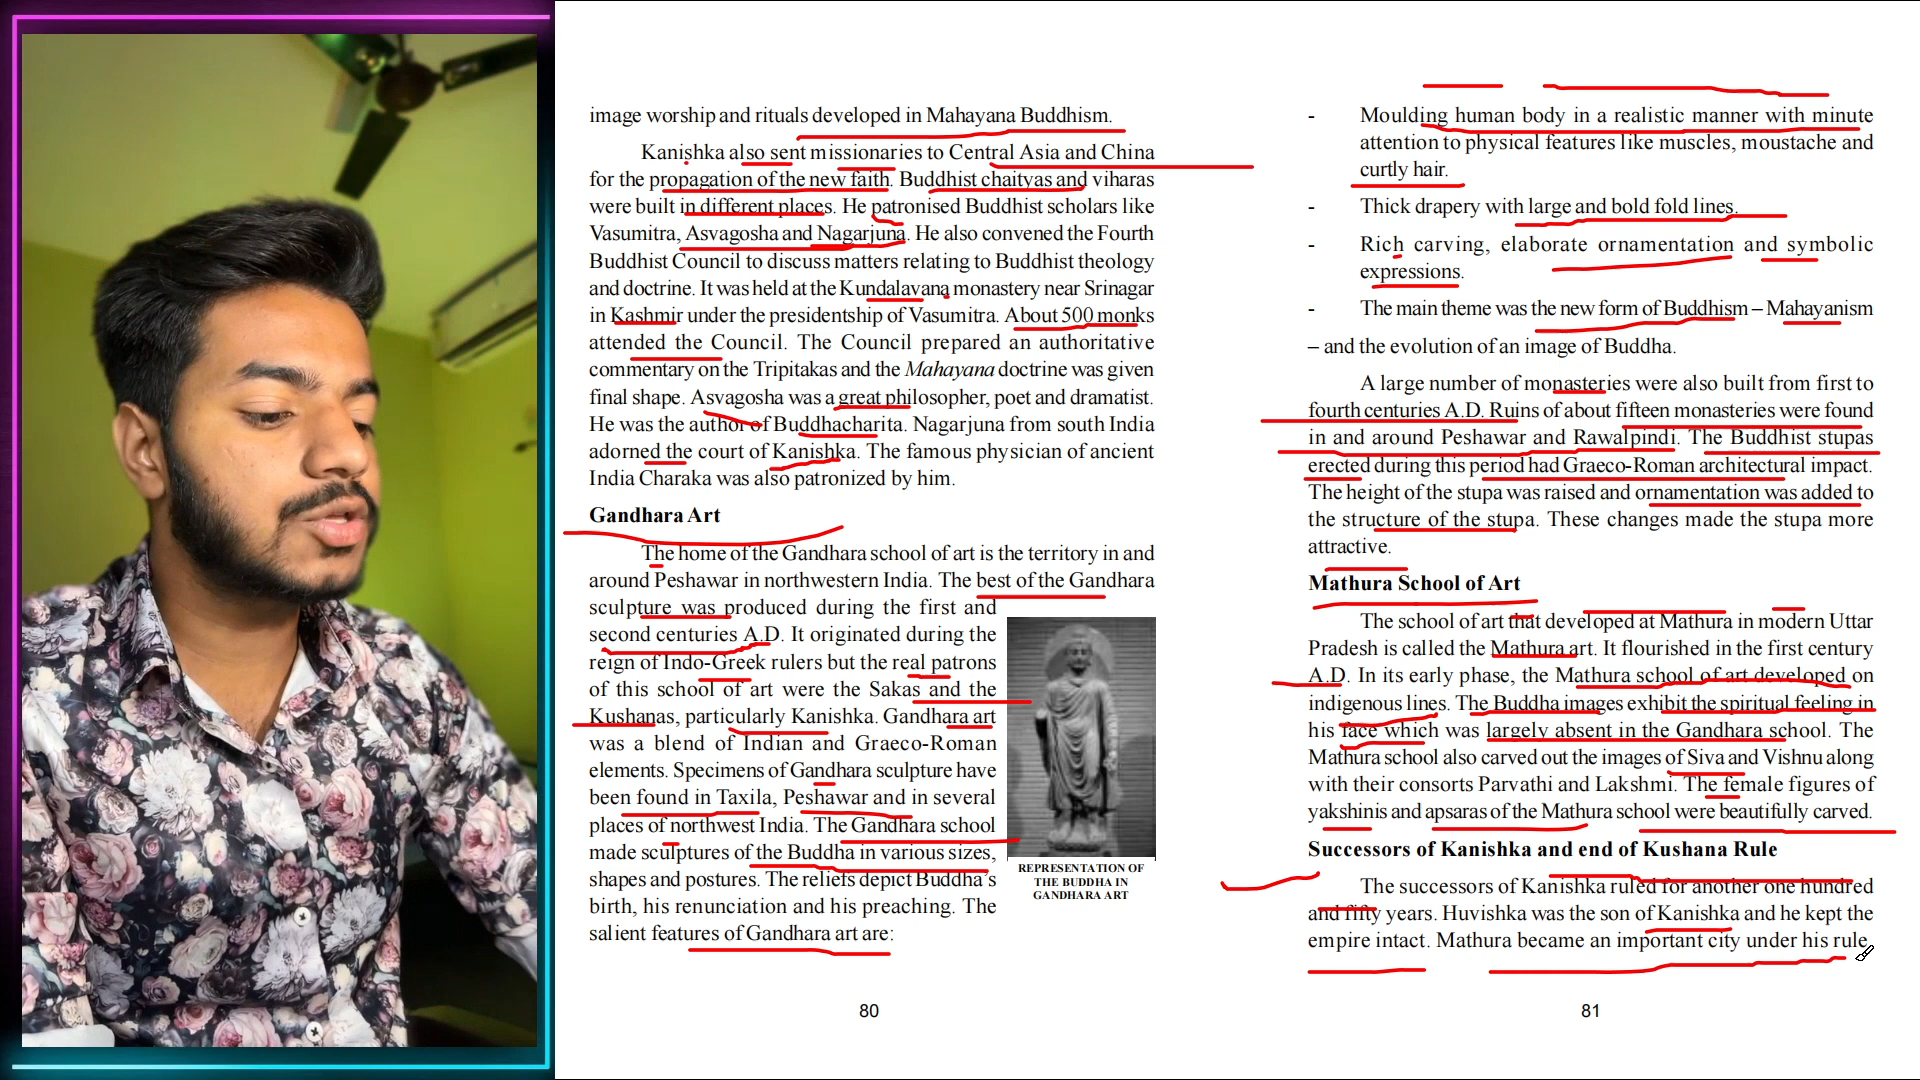 image worship and rituals developed in Mahayana Buddhism.
Kanishka also sent missionaries to Central Asia and China
for the propagation of the new faith. Buddhist chaityas and viharas
were built in different places. He patronised Buddhist scholars like
Vasumitra, Asvagosha and Nagarjuna. He also convened the Fourth
Buddhist Council to discuss matters relating to Buddhist theology
and doctrine. It was held at the Kundalavana monastery near Srinagar
in Kashmir under the presidentship of Vasumitra. About 500 monks
attended the Council. The Council prepared an authoritative
commentary on the Tripitakas and the Mahayana doctrine was given
final shape. Asvagosha was a great philosopher, poet and dramatist.
He was the author of Buddhacharita. Nagarjuna from south India
adorned the court of Kanishka. The famous physician of ancient
India Charaka was also patronized by him.
Gandhara Art
The home of the Gandhara school of art is the territory in and
around Peshawar in northwestern India. The best of the Gandhara
sculpture was produced during the first and
second centuries A.D. It originated during the
reign of Indo-Greek rulers but the real patrons
of this school of art were the Sakas and the
Kushanas, particularly Kanishka. Gandhara art
was a blend of Indian and Graeco-Roman
elements. Specimens of Gandhara sculpture have
been found in Taxila, Peshawar and in several
places of northwest India. The Gandhara school
made sculptures of the Buddha in various sizes,
shapes and postures. The reliefs depict Buddha's
birth, his renunciation and his preaching. The
salient features of Gandhara art are:
REPRESENTATION OF
THE BUDDHA IN
GANDHARA ART
80
- Moulding human body in a realistic manner with minute
attention to physical features like muscles, moustache and
curtly hair.
- Thick drapery with large and bold fold lines.
- Rich carving, elaborate ornamentation and symbolic
expressions.
- The main theme was the new form of Buddhism – Mahayanism
– and the evolution of an image of Buddha.
A large number of monasteries were also built from first to
fourth centuries A.D. Ruins of about fifteen monasteries were found
in and around Peshawar and Rawalpindi. The Buddhist stupas
erected during this period had Graeco-Roman architectural impact.
The height of the stupa was raised and ornamentation was added to
the structure of the stupa. These changes made the stupa more
attractive.
Mathura School of Art
The school of art that developed at Mathura in modern Uttar
Pradesh is called the Mathura art. It flourished in the first century
A.D. In its early phase, the Mathura school of art developed on
indigenous lines. The Buddha images exhibit the spiritual feeling in
his face which was largely absent in the Gandhara school. The
Mathura school also carved out the images of Siva and Vishnu along
with their consorts Parvathi and Lakshmi. The female figures of
yakshinis and apsaras of the Mathura school were beautifully carved.
Successors of Kanishka and end of Kushana Rule
The successors of Kanishka ruled for another one hundred
and fifty years. Huvishka was the son of Kanishka and he kept the
empire intact. Mathura became an important city under his rule.
81